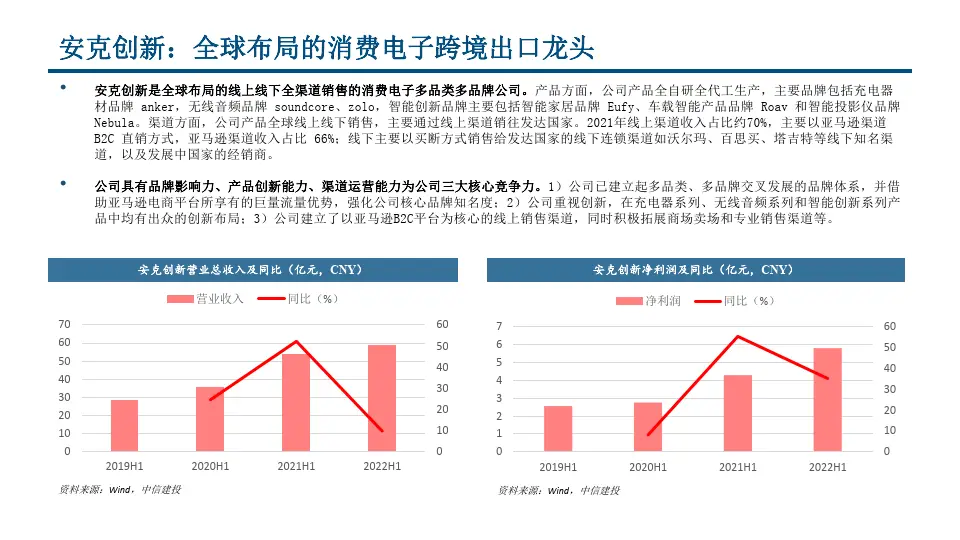 安克创新：全球布局的消费电子跨境出口龙头
• 安克创新是全球布局的线上线下全渠道销售的消费电子多品类多品牌公司。产品方面，公司产品全自研全代工生产，主要品牌包括充电器
材品牌 anker，无线音频品牌 soundcore、zolo，智能创新品牌主要包括智能家居品牌 Eufy、车载智能产品品牌 Roav 和智能投影仪品牌
Nebula。渠道方面，公司产品全球线上线下销售，主要通过线上渠道销往发达国家。2021年线上渠道收入占比约70%，主要以亚马逊渠道
B2C 直销方式，亚马逊渠道收入占比 66%；线下主要以买断方式销售给发达国家的线下连锁渠道如沃尔玛、百思买、塔吉特等线下知名渠
道，以及发展中国家的经销商。
• 公司具有品牌影响力、产品创新能力、渠道运营能力为公司三大核心竞争力。1）公司已建立起多品类、多品牌交叉发展的品牌体系，并借
助亚马逊电商平台所享有的巨量流量优势，强化公司核心品牌知名度；2）公司重视创新，在充电器系列、无线音频系列和智能创新系列产
品中均有出众的创新布局；3）公司建立了以亚马逊B2C平台为核心的线上销售渠道，同时积极拓展商场卖场和专业销售渠道等。
安克创新营业总收入及同比（亿元，CNY）
营业收入 同比（%）
70 60
60 50
50 40
40 30
30 20
20 10
10 0
0
2019H1 2020H1 2021H1 2022H1
资料来源：Wind，中信建投
安克创新净利润及同比（亿元，CNY）
净利润 同比（%）
7 60
6 50
5 40
4 30
3 20
2 10
1 0
0
2019H1 2020H1 2021H1 2022H1
资料来源：Wind，中信建投